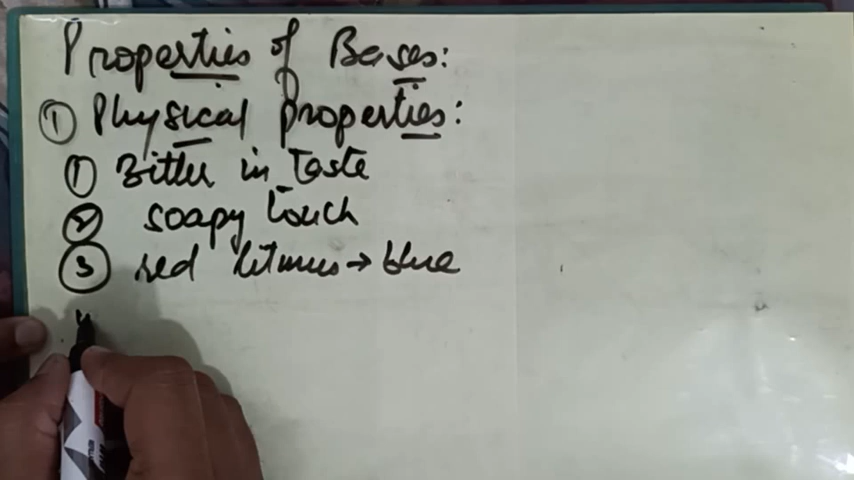 Properties of Bases:
① Physical properties:
① Bitter in taste
② soapy touch
③ red litmus → blue